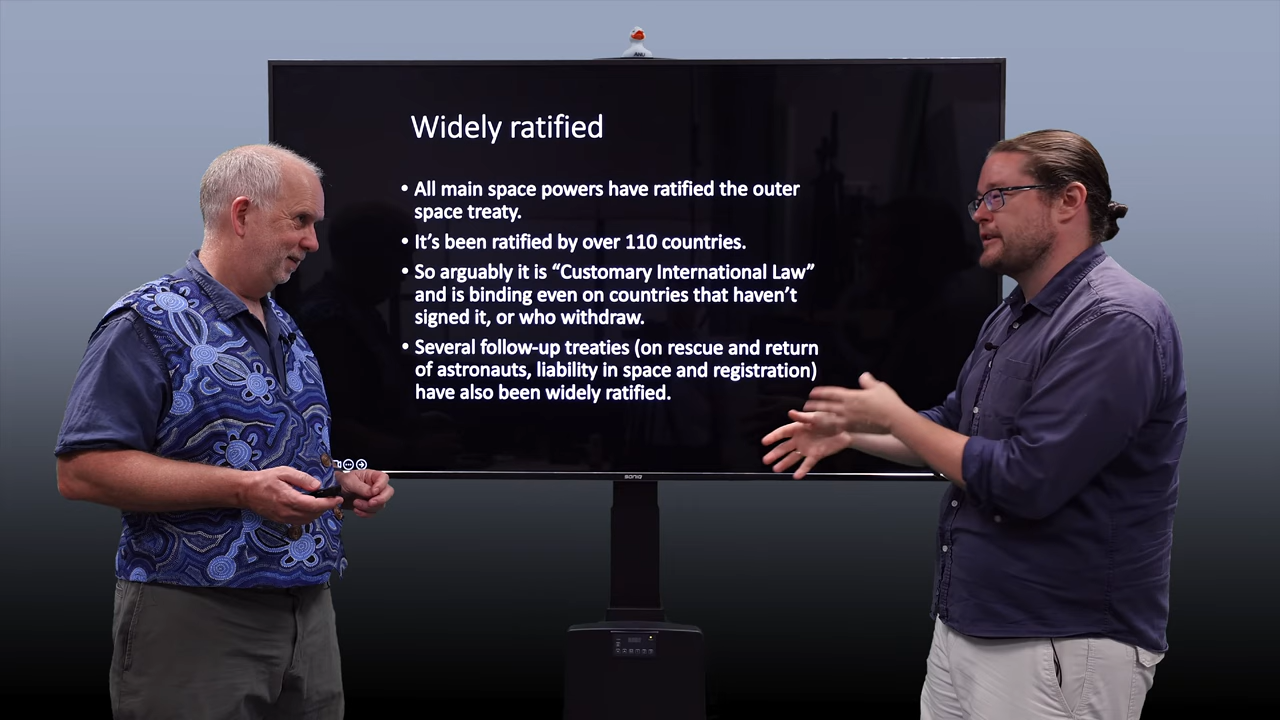 ANU
Widely ratified
• All main space powers have ratified the outer
space treaty.
• It’s been ratified by over 110 countries.
• So arguably it is “Customary International Law”
and is binding even on countries that haven’t
signed it, or who withdraw.
• Several follow-up treaties (on rescue and return
of astronauts, liability in space and registration)
have also been widely ratified.
SONIQ